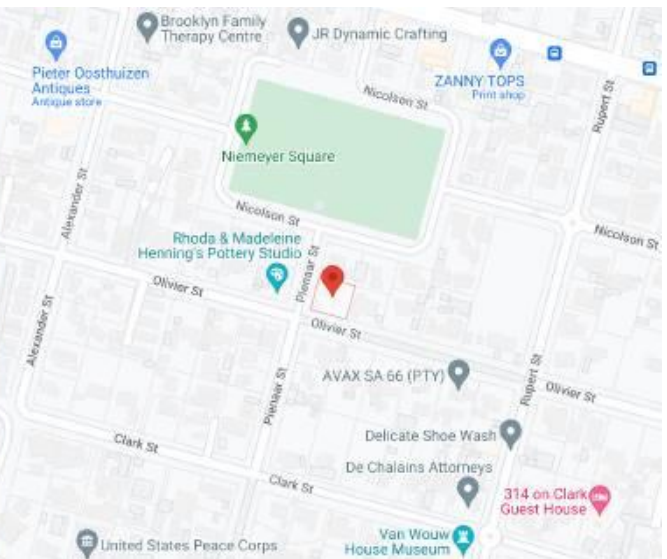 Brooklyn Family
Therapy Centre
JR Dynamic Crafting
Pieter Oosthuizen
Antiques
Antique store
ZANNY TOPS
Print shop
Nicolson St
Rupert St
Niemeyer Square
Alexander St
Nicolson St
Nicolson St
Rhoda & Madeleine
Henning's Pottery Studio
Pienaar St
Olivier St
Olivier St
Alexander St
AVAX SA 66 (PTY)
Rupert St
Olivier St
Pienaar St
Delicate Shoe Wash
Clark St
De Chalains Attorneys
Clark St
314 on Clark
Guest House
United States Peace Corps
Van Wouw
House Museum